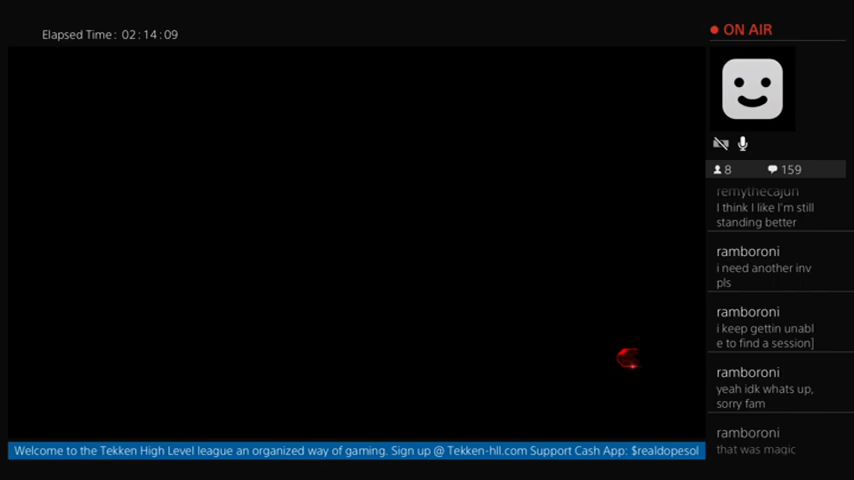 Elapsed Time: 02:14:09
ON AIR
8 159
remythecajun
I think I like I'm still
standing better
ramboroni
i need another inv
pls
ramboroni
i keep gettin unabl
e to find a session]
ramboroni
yeah idk whats up,
sorry fam
ramboroni
that was magic
Welcome to the Tekken High Level league an organized way of gaming. Sign up @ Tekken-hll.com Support Cash App: $realdopesol